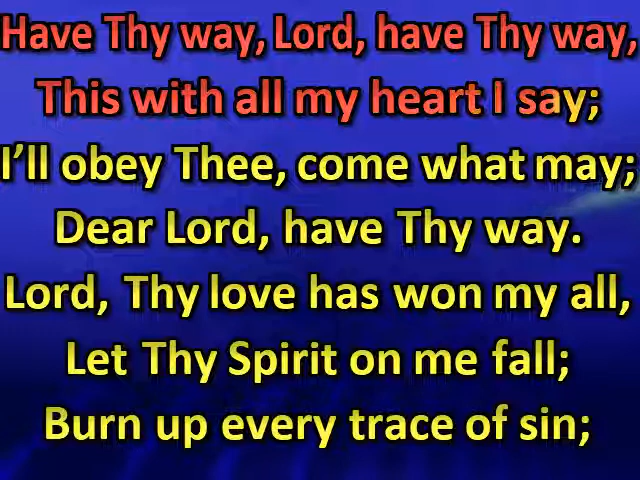 Have Thy way, Lord, have Thy way,
This with all my heart I say;
I’ll obey Thee, come what may;
Dear Lord, have Thy way.
Lord, Thy love has won my all,
Let Thy Spirit on me fall;
Burn up every trace of sin;